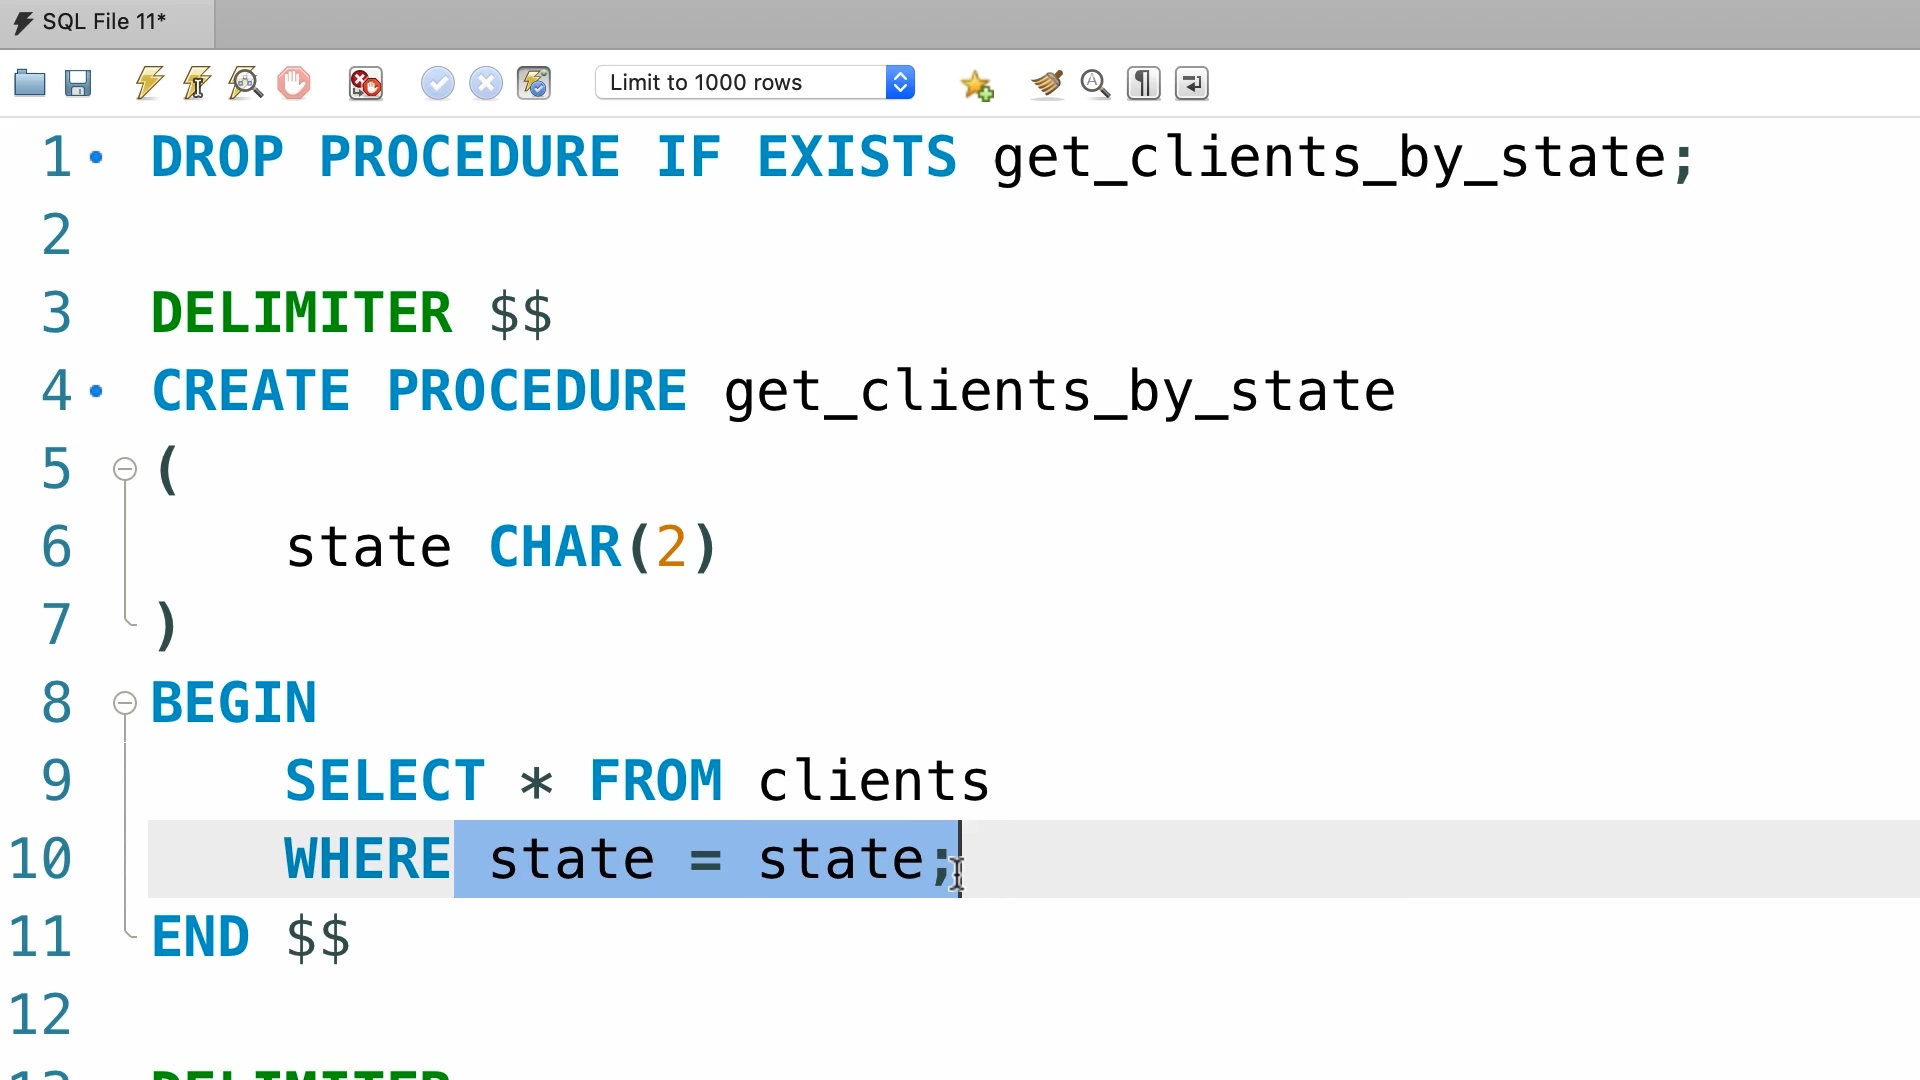 SQL File 11*
Limit to 1000 rows
1 DROP PROCEDURE IF EXISTS get_clients_by_state;
2
3 DELIMITER $$
4 CREATE PROCEDURE get_clients_by_state
5 (
6 state CHAR(2)
7 )
8 BEGIN
9 SELECT * FROM clients
10 WHERE state = state;
11 END $$
12
13 DELIMITER